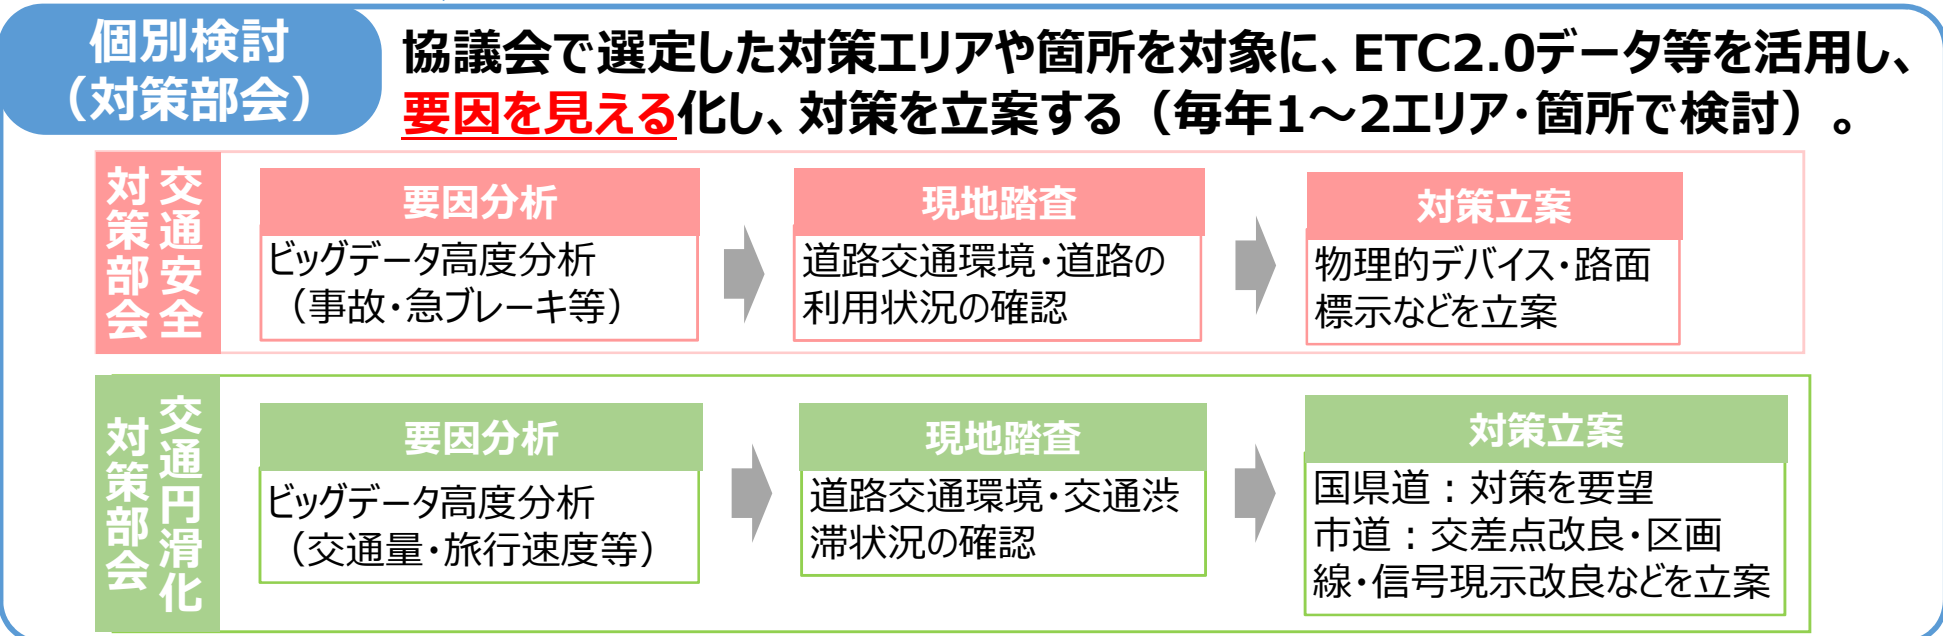 個別検討
（対策部会）
協議会で選定した対策エリアや箇所を対象に、ETC2.0データ等を活用し、
要因を見える化し、対策を立案する（毎年1～2エリア・箇所で検討）。
交通安全
対策部会
要因分析
ビッグデータ高度分析
（事故・急ブレーキ等）
現地踏査
道路交通環境・道路の
利用状況の確認
対策立案
物理的デバイス・路面
標示などを立案
交通円滑化
対策部会
要因分析
ビッグデータ高度分析
（交通量・旅行速度等）
現地踏査
道路交通環境・交通渋
滞状況の確認
対策立案
国県道：対策を要望
市道：交差点改良・区画
線・信号現示改良などを立案